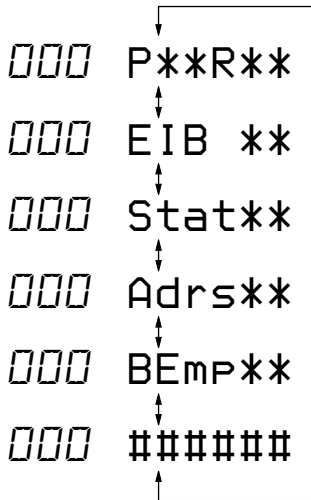 000 P**R**
000 EIB **
000 Stat**
000 Adrs**
000 BEmp**
000 ######